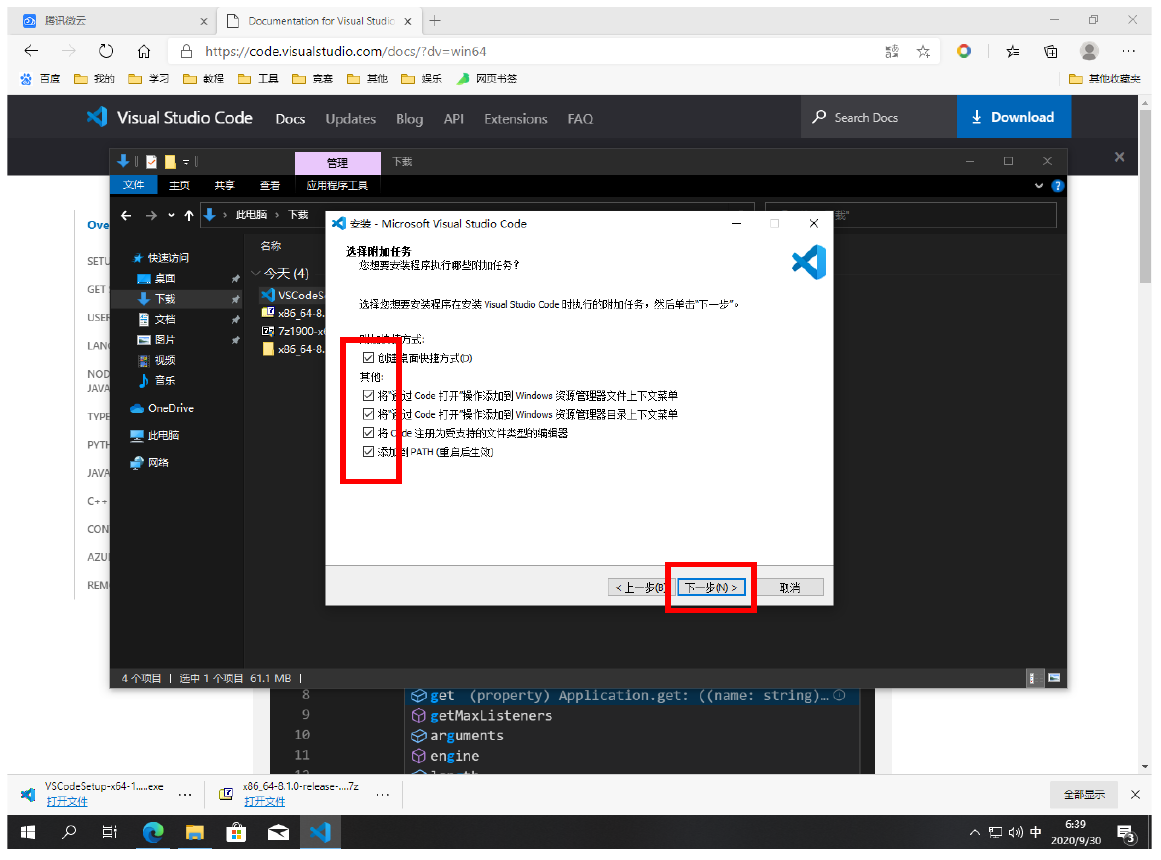 腾讯微云
Documentation for Visual Studio
https://code.visualstudio.com/docs/?dv=win64
百度 我的 学习 教程 工具 竞赛 其他 娱乐 网页书签 其他收藏夹
Visual Studio Code Docs Updates Blog API Extensions FAQ Search Docs Download
管理 下载
文件 主页 共享 查看 应用程序工具
此电脑 › 下载
Ove
SETU
GET
USER
LANG
NOD
JAVA
TYPE
PYTH
JAVA
C++
CON
AZU
REM
快速访问
桌面
下载
文档
图片
视频
音乐
OneDrive
此电脑
网络
名称
今天 (4)
VSCodeS
x86_64-8.
7z1900-x
x86_64-8.
安装 - Microsoft Visual Studio Code
选择附加任务
您想要安装程序执行哪些附加任务？
选择您想要安装程序在安装 Visual Studio Code 时执行的附加任务，然后单击“下一步”。
附加快捷方式:
创建桌面快捷方式(D)
其他:
将“通过 Code 打开”操作添加到 Windows 资源管理器文件上下文菜单
将“通过 Code 打开”操作添加到 Windows 资源管理器目录上下文菜单
将 Code 注册为受支持的文件类型的编辑器
添加到 PATH (重启后生效)
< 上一步(B) 下一步(N) > 取消
4 个项目 选中 1 个项目 61.1 MB
8 get (property) Application.get: ((name: string)…
9 getMaxListeners
10 arguments
11 engine
12
VSCodeSetup-x64-1.....exe
打开文件
x86_64-8.1.0-release-....7z
打开文件
全部显示
中
6:39
2020/9/30
3